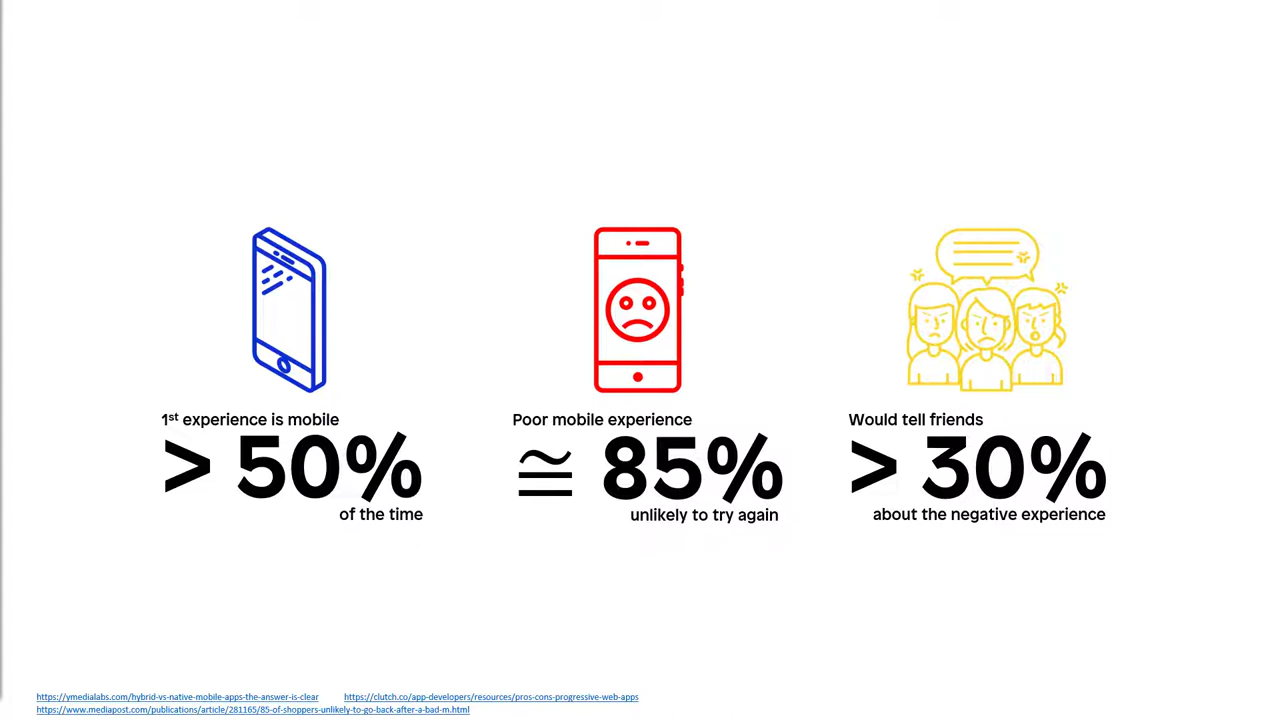 1st experience is mobile
> 50%
of the time
Poor mobile experience
≅ 85%
unlikely to try again
Would tell friends
> 30%
about the negative experience
https://ymedialabs.com/hybrid-vs-native-mobile-apps-the-answer-is-clear https://clutch.co/app-developers/resources/pros-cons-progressive-web-apps
https://www.mediapost.com/publications/article/281165/85-of-shoppers-unlikely-to-go-back-after-a-bad-m.html